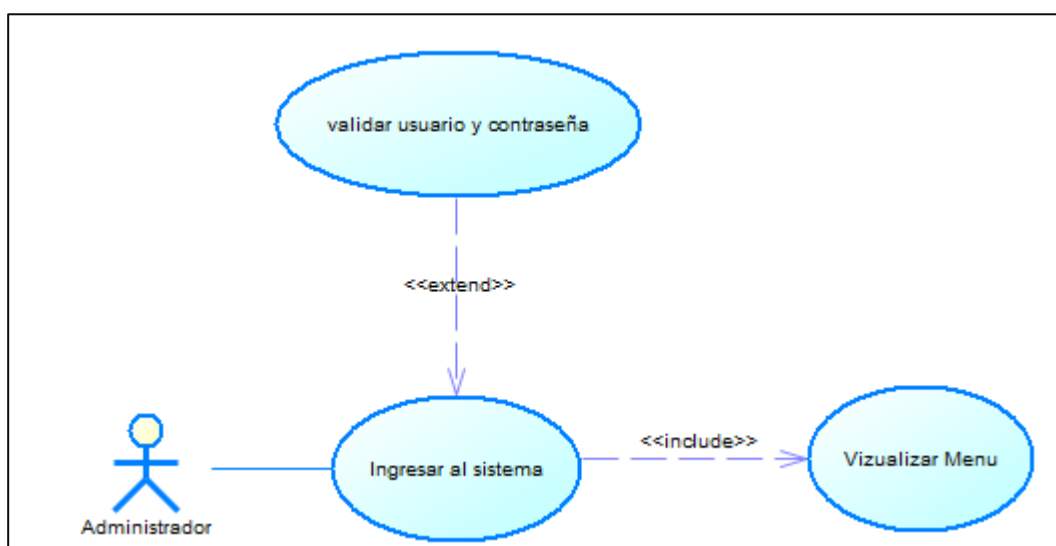 validar usuario y contraseña
<<extend>>
Ingresar al sistema
<<include>>
Vizualizar Menu
Administrador